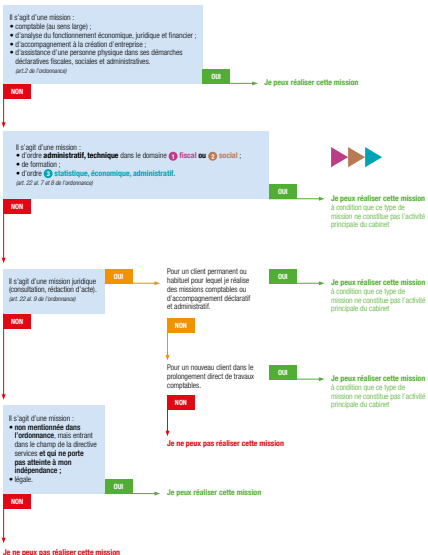 Il s'agit d'une mission :
• comptable (au sens large) ;
• d'analyse du fonctionnement économique, juridique et financier ;
• d'accompagnement à la création d'entreprise ;
• d'assistance d'une personne physique dans ses démarches
déclaratives fiscales, sociales et administratives.
(art.2 de l'ordonnance)
OUI
Je peux réaliser cette mission
NON
Il s'agit d'une mission :
• d'ordre administratif, technique dans le domaine 1 fiscal ou 2 social ;
• de formation ;
• d'ordre 3 statistique, économique, administratif.
(art. 22 al. 7 et 8 de l'ordonnance)
OUI
Je peux réaliser cette mission
à condition que ce type de
mission ne constitue pas l'activité
principale du cabinet
NON
Il s'agit d'une mission juridique
(consultation, rédaction d'acte).
(art. 22 al. 9 de l'ordonnance)
OUI
Pour un client permanent ou
habituel pour lequel je réalise
des missions comptables ou
d'accompagnement déclaratif
et administratif.
OUI
Je peux réaliser cette mission
à condition que ce type de
mission ne constitue pas l'activité
principale du cabinet
NON
NON
Pour un nouveau client dans le
prolongement direct de travaux
comptables.
OUI
Je peux réaliser cette mission
à condition que ce type de
mission ne constitue pas l'activité
principale du cabinet
NON
Je ne peux pas réaliser cette mission
Il s'agit d'une mission :
• non mentionnée dans
l'ordonnance, mais entrant
dans le champ de la directive
services et qui ne porte
pas atteinte à mon
indépendance ;
• légale.
OUI
Je peux réaliser cette mission
NON
Je ne peux pas réaliser cette mission